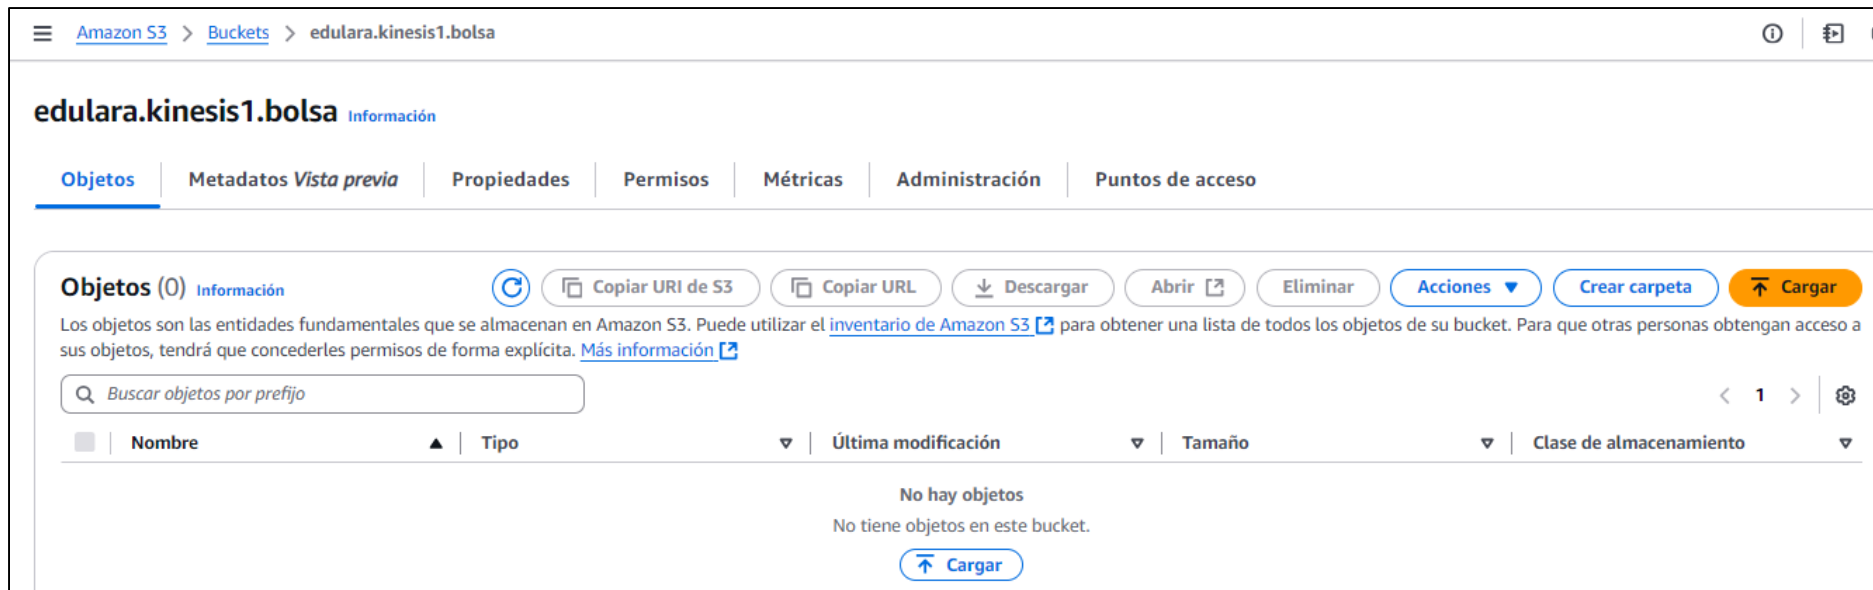 Amazon S3 > Buckets > edulara.kinesis1.bolsa
edulara.kinesis1.bolsa Información
Objetos Metadatos Vista previa Propiedades Permisos Métricas Administración Puntos de acceso
Objetos (0) Información Copiar URI de S3 Copiar URL Descargar Abrir Eliminar Acciones Crear carpeta Cargar
Los objetos son las entidades fundamentales que se almacenan en Amazon S3. Puede utilizar el inventario de Amazon S3 para obtener una lista de todos los objetos de su bucket. Para que otras personas obtengan acceso a
sus objetos, tendrá que concederles permisos de forma explícita. Más información
Buscar objetos por prefijo < 1 >
Nombre Tipo Última modificación Tamaño Clase de almacenamiento
No hay objetos
No tiene objetos en este bucket.
Cargar